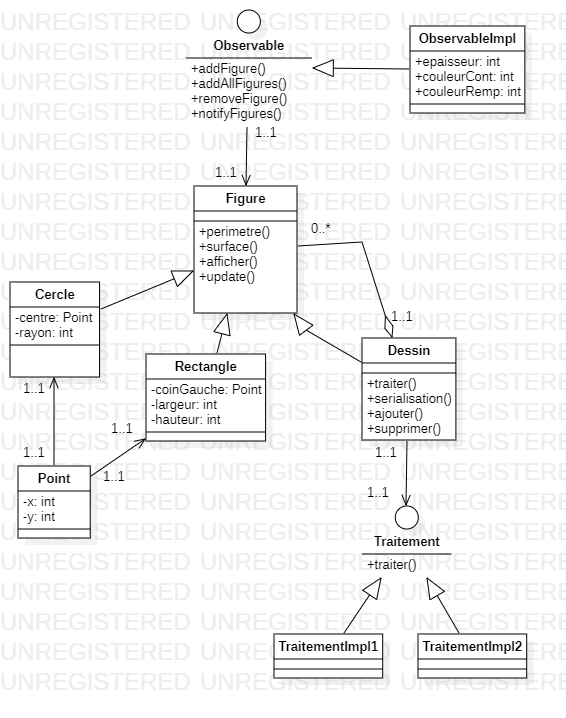 UNREGISTERED
Observable
+addFigure()
+addAllFigures()
+removeFigure()
+notifyFigures()
ObservableImpl
+epaisseur: int
+couleurCont: int
+couleurRemp: int
1..1
1..1
Figure
+perimetre()
+surface()
+afficher()
+update()
0..*
1..1
Cercle
-centre: Point
-rayon: int
Rectangle
-coinGauche: Point
-largeur: int
-hauteur: int
Dessin
+traiter()
+serialisation()
+ajouter()
+supprimer()
1..1
1..1
1..1
1..1
Point
-x: int
-y: int
1..1
1..1
Traitement
+traiter()
TraitementImpl1
TraitementImpl2